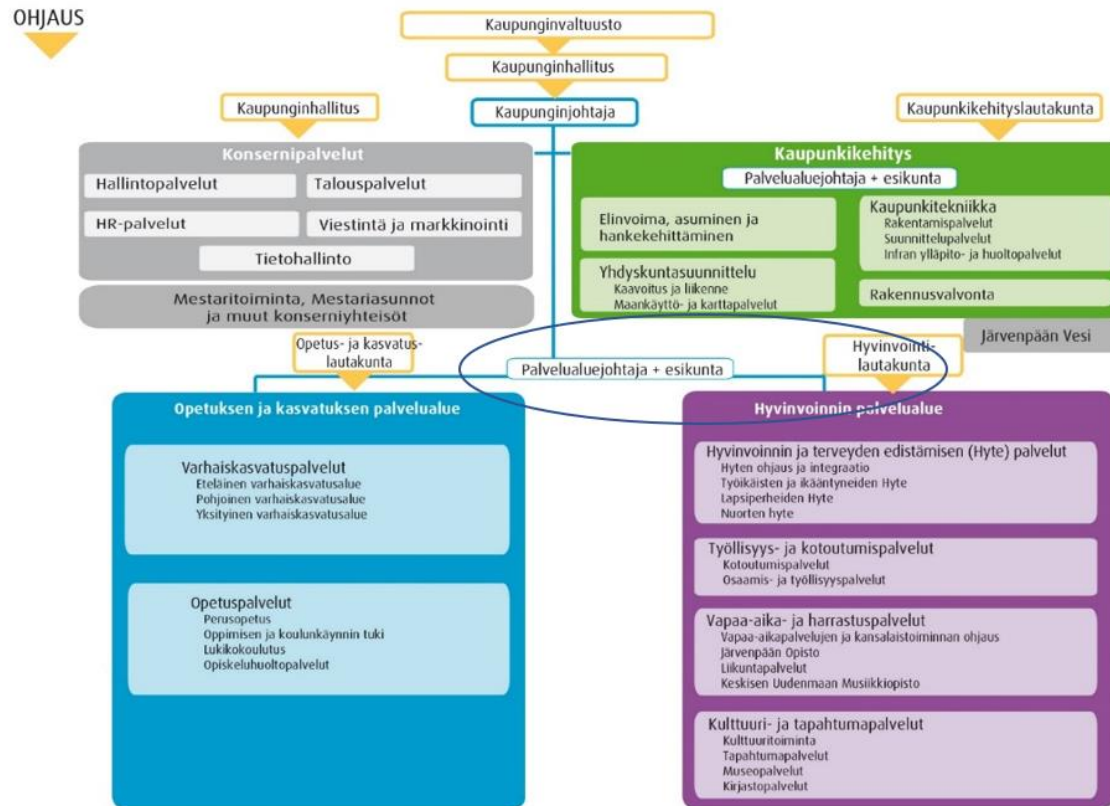 OHJAUS
Kaupunginvaltuusto
Kaupunginhallitus
Kaupunginjohtaja
Kaupunginhallitus
Kaupunkikehityslautakunta
Konsernipalvelut
Hallintopalvelut
Talouspalvelut
HR-palvelut
Viestintä ja markkinointi
Tietohallinto
Mestaritoiminta, Mestariasunnot
ja muut konserniyhteisöt
Kaupunkikehitys
Palvelualuejohtaja + esikunta
Elinvoima, asuminen ja
hankekehittäminen
Yhdyskuntasuunnittelu
Kaavoitus ja liikenne
Maankäyttö- ja karttapalvelut
Kaupunkitekniikka
Rakentamispalvelut
Suunnittelupalvelut
Infran ylläpito- ja huoltopalvelut
Rakennusvalvonta
Järvenpään Vesi
Opetus- ja kasvatus-
lautakunta
Palvelualuejohtaja + esikunta
Hyvinvointi-
lautakunta
Opetuksen ja kasvatuksen palvelualue
Varhaiskasvatuspalvelut
Eteläinen varhaiskasvatusalue
Pohjoinen varhaiskasvatusalue
Yksityinen varhaiskasvatusalue
Opetuspalvelut
Perusopetus
Oppimisen ja koulunkäynnin tuki
Lukikokoulutus
Opiskeluhuoltopalvelut
Hyvinvoinnin palvelualue
Hyvinvoinnin ja terveyden edistämisen (Hyte) palvelut
Hyten ohjaus ja integraatio
Työikäisten ja ikääntyneiden Hyte
Lapsiperheiden Hyte
Nuorten hyte
Työllisyys- ja kotoutumispalvelut
Kotoutumispalvelut
Osaamis- ja työllisyyspalvelut
Vapaa-aika- ja harrastuspalvelut
Vapaa-aikapalvelujen ja kansalaistoiminnan ohjaus
Järvenpään Opisto
Liikuntapalvelut
Keskisen Uudenmaan Musiikkiopisto
Kulttuuri- ja tapahtumapalvelut
Kulttuuritoiminta
Tapahtumapalvelut
Museopalvelut
Kirjastopalvelut